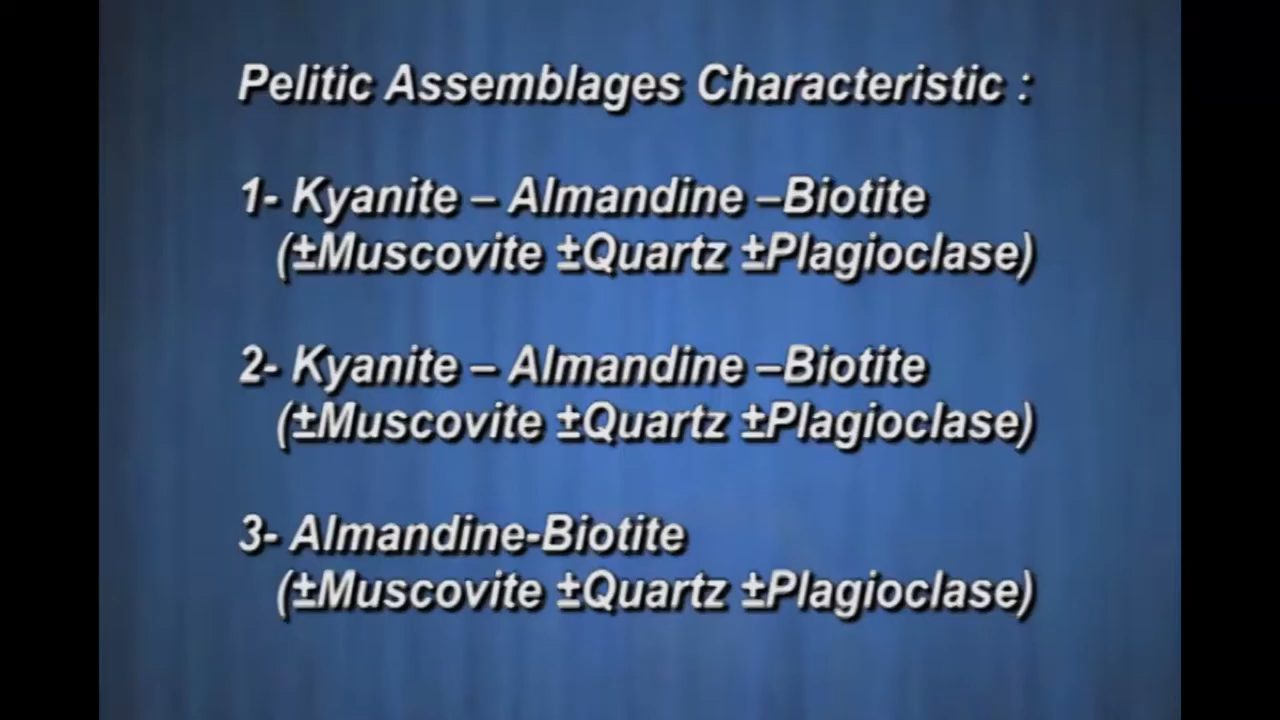 Pelitic Assemblages Characteristic :
1- Kyanite – Almandine –Biotite
(±Muscovite ±Quartz ±Plagioclase)
2- Kyanite – Almandine –Biotite
(±Muscovite ±Quartz ±Plagioclase)
3- Almandine-Biotite
(±Muscovite ±Quartz ±Plagioclase)